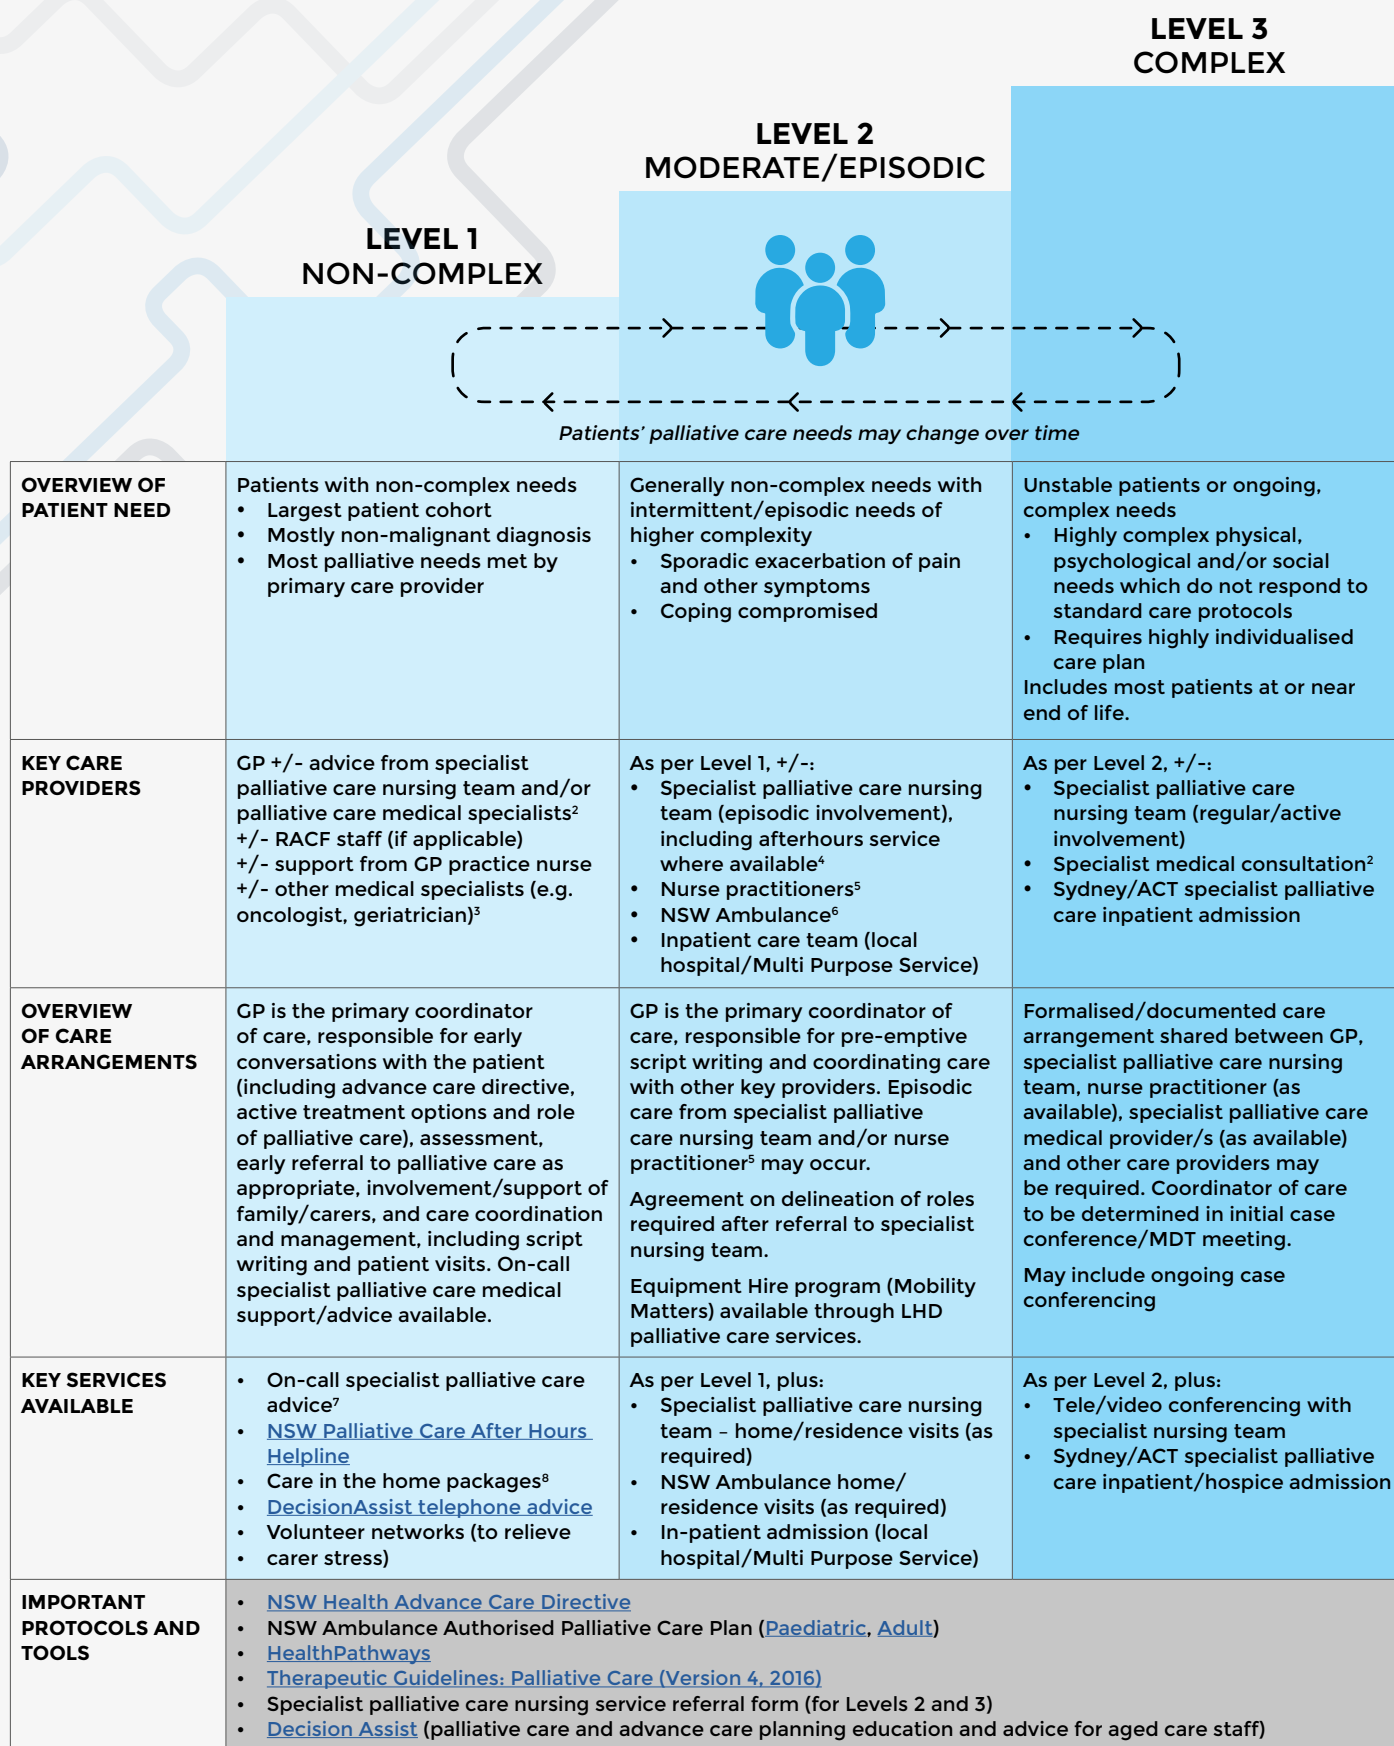 LEVEL 3
COMPLEX
LEVEL 2
MODERATE/EPISODIC
LEVEL 1
NON-COMPLEX
Patients' palliative care needs may change over time
OVERVIEW OF
PATIENT NEED
Patients with non-complex needs
• Largest patient cohort
• Mostly non-malignant diagnosis
• Most palliative needs met by
primary care provider
Generally non-complex needs with
intermittent/episodic needs of
higher complexity
• Sporadic exacerbation of pain
and other symptoms
• Coping compromised
Unstable patients or ongoing,
complex needs
• Highly complex physical,
psychological and/or social
needs which do not respond to
standard care protocols
• Requires highly individualised
care plan
Includes most patients at or near
end of life.
KEY CARE
PROVIDERS
GP +/- advice from specialist
palliative care nursing team and/or
palliative care medical specialists²
+/- RACF staff (if applicable)
+/- support from GP practice nurse
+/- other medical specialists (e.g.
oncologist, geriatrician)³
As per Level 1, +/-:
• Specialist palliative care nursing
team (episodic involvement),
including afterhours service
where available⁴
• Nurse practitioners⁵
• NSW Ambulance⁶
• Inpatient care team (local
hospital/Multi Purpose Service)
As per Level 2, +/-:
• Specialist palliative care
nursing team (regular/active
involvement)
• Specialist medical consultation²
• Sydney/ACT specialist palliative
care inpatient admission
OVERVIEW
OF CARE
ARRANGEMENTS
GP is the primary coordinator
of care, responsible for early
conversations with the patient
(including advance care directive,
active treatment options and role
of palliative care), assessment,
early referral to palliative care as
appropriate, involvement/support of
family/carers, and care coordination
and management, including script
writing and patient visits. On-call
specialist palliative care medical
support/advice available.
GP is the primary coordinator of
care, responsible for pre-emptive
script writing and coordinating care
with other key providers. Episodic
care from specialist palliative
care nursing team and/or nurse
practitioner⁵ may occur.
Agreement on delineation of roles
required after referral to specialist
nursing team.
Equipment Hire program (Mobility
Matters) available through LHD
palliative care services.
Formalised/documented care
arrangement shared between GP,
specialist palliative care nursing
team, nurse practitioner (as
available), specialist palliative care
medical provider/s (as available)
and other care providers may
be required. Coordinator of care
to be determined in initial case
conference/MDT meeting.
May include ongoing case
conferencing
KEY SERVICES
AVAILABLE
• On-call specialist palliative care
advice⁷
• NSW Palliative Care After Hours
Helpline
• Care in the home packages⁸
• DecisionAssist telephone advice
• Volunteer networks (to relieve
• carer stress)
As per Level 1, plus:
• Specialist palliative care nursing
team – home/residence visits (as
required)
• NSW Ambulance home/
residence visits (as required)
• In-patient admission (local
hospital/Multi Purpose Service)
As per Level 2, plus:
• Tele/video conferencing with
specialist nursing team
• Sydney/ACT specialist palliative
care inpatient/hospice admission
IMPORTANT
PROTOCOLS AND
TOOLS
• NSW Health Advance Care Directive
• NSW Ambulance Authorised Palliative Care Plan (Paediatric, Adult)
• HealthPathways
• Therapeutic Guidelines: Palliative Care (Version 4, 2016)
• Specialist palliative care nursing service referral form (for Levels 2 and 3)
• Decision Assist (palliative care and advance care planning education and advice for aged care staff)